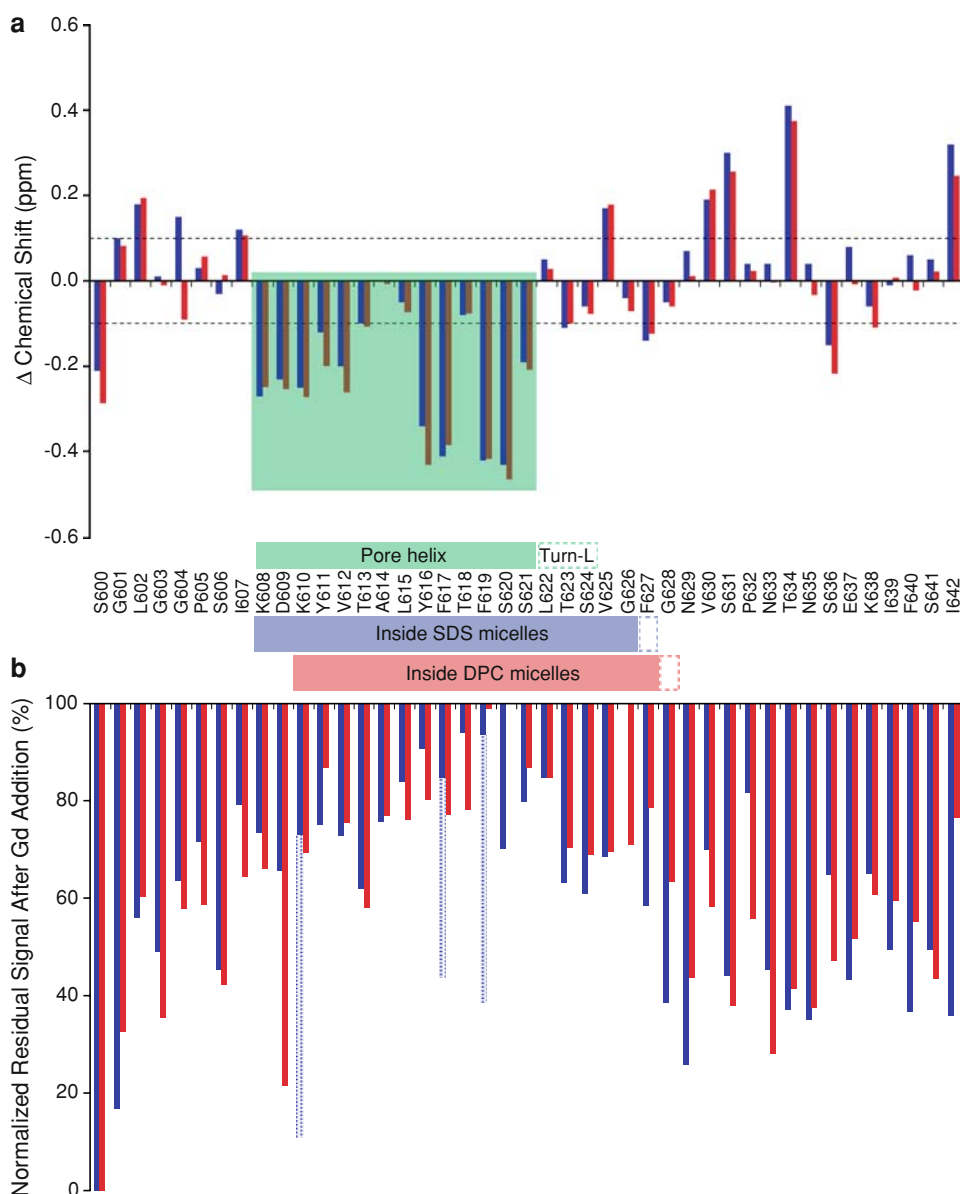 a
Δ Chemical Shift (ppm)
0.6
0.4
0.2
0.0
-0.2
-0.4
-0.6
Pore helix
Turn-L
S600
G601
L602
G603
G604
P605
S606
I607
K608
D609
K610
Y611
V612
T613
A614
L615
Y616
F617
T618
F619
S620
S621
L622
T623
S624
V625
G626
F627
G628
N629
V630
S631
P632
N633
T634
N635
S636
E637
K638
I639
F640
S641
I642
Inside SDS micelles
Inside DPC micelles
b
Normalized Residual Signal After Gd Addition (%)
100
80
60
40
20
0